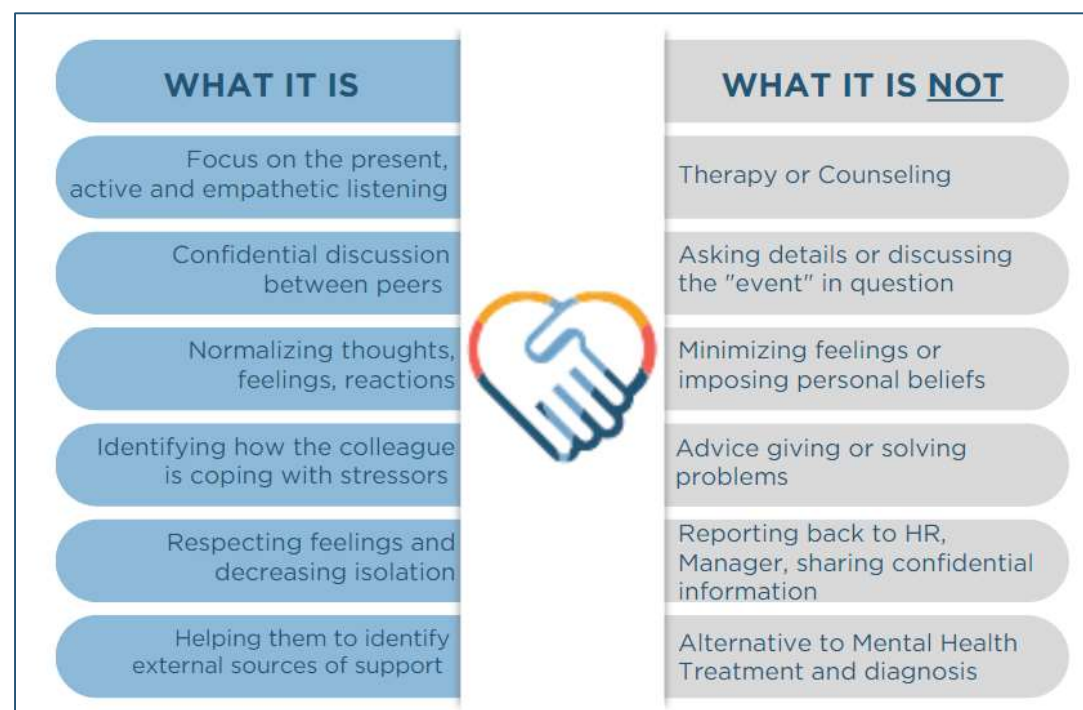 WHAT IT IS
Focus on the present,
active and empathetic listening
Confidential discussion
between peers
Normalizing thoughts,
feelings, reactions
Identifying how the colleague
is coping with stressors
Respecting feelings and
decreasing isolation
Helping them to identify
external sources of support
WHAT IT IS NOT
Therapy or Counseling
Asking details or discussing
the "event" in question
Minimizing feelings or
imposing personal beliefs
Advice giving or solving
problems
Reporting back to HR,
Manager, sharing confidential
information
Alternative to Mental Health
Treatment and diagnosis